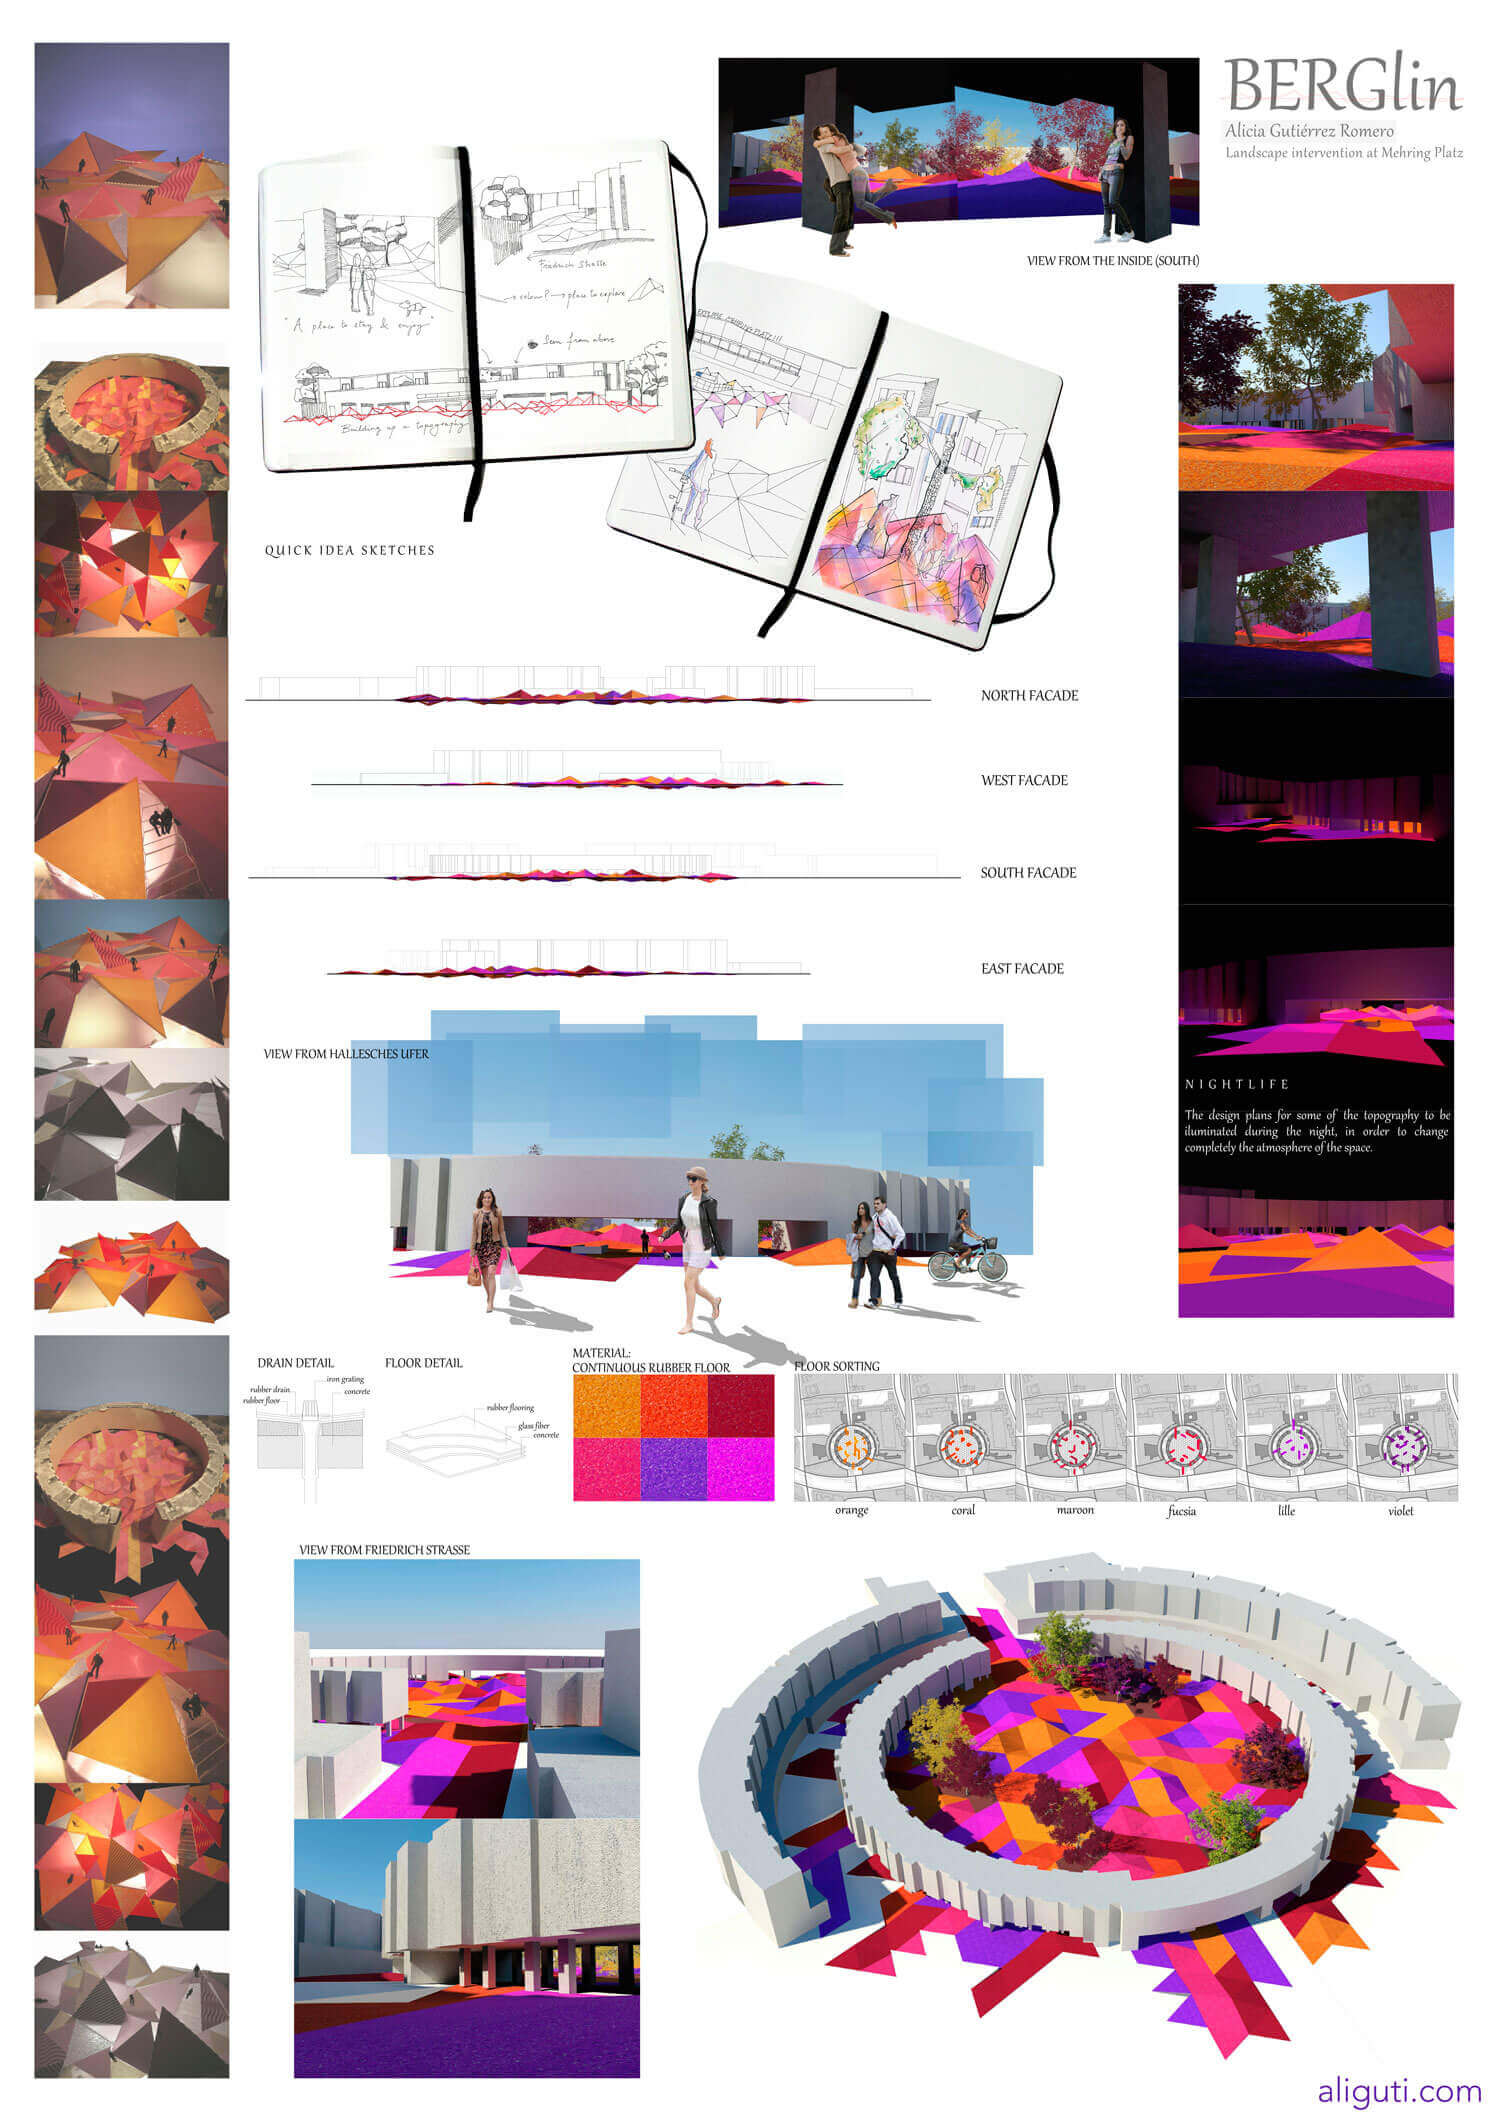 BERGlin
Alicia Gutiérrez Romero
Landscape intervention at Mehring Platz
VIEW FROM THE INSIDE (SOUTH)
Friedrich Strasse
→ colour? → place to explore
"A place to stay & enjoy"
Seen from above
Building up a topography
EXPLORE MEHRING PLATZ!!!
QUICK IDEA SKETCHES
NORTH FACADE
WEST FACADE
SOUTH FACADE
EAST FACADE
VIEW FROM HALLESCHES UFER
NIGHTLIFE
The design plans for some of the topography to be
iluminated during the night, in order to change
completely the atmosphere of the space.
DRAIN DETAIL
iron grating
rubber drain
concrete
rubber floor
FLOOR DETAIL
rubber flooring
glass fiber
concrete
MATERIAL:
CONTINUOUS RUBBER FLOOR
FLOOR SORTING
orange
coral
maroon
fucsia
lille
violet
VIEW FROM FRIEDRICH STRASSE
aliguti.com